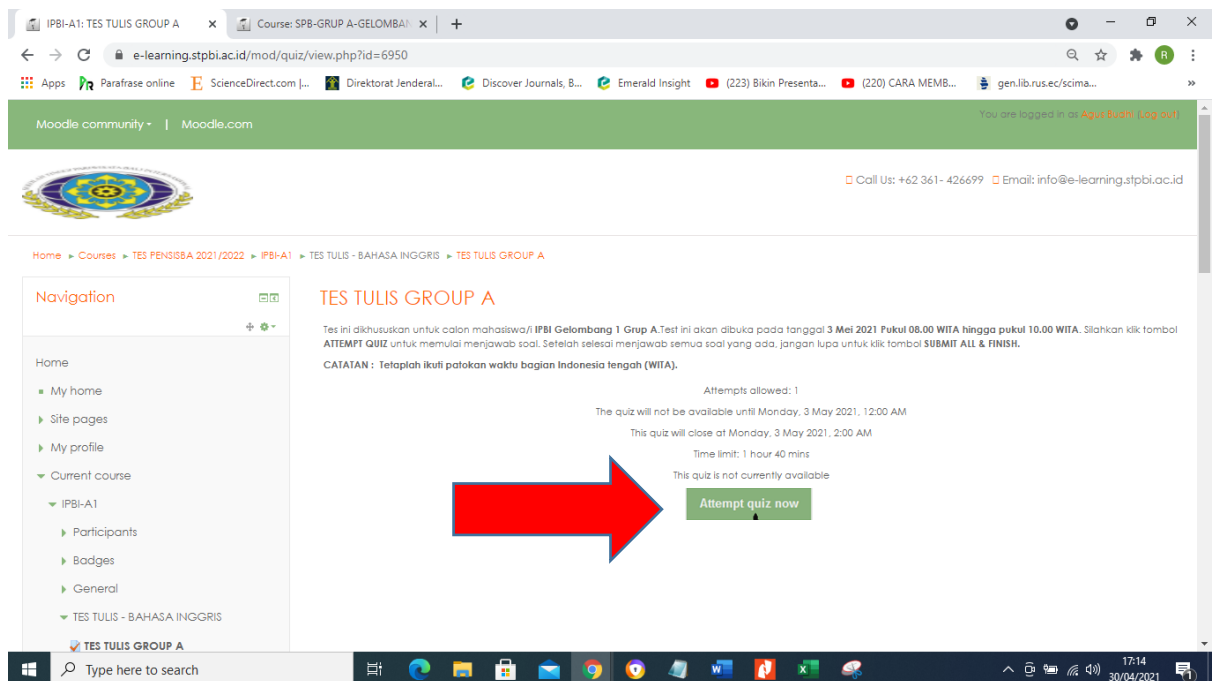 IPBI-A1: TES TULIS GROUP A
Course: SPB-GRUP A-GELOMBAN
e-learning.stpbi.ac.id/mod/quiz/view.php?id=6950
R
Apps Parafrase online ScienceDirect.com |... Direktorat Jenderal... Discover Journals, B... Emerald Insight (223) Bikin Presenta... (220) CARA MEMB... gen.lib.rus.ec/scima... »
Moodle community | Moodle.com
You are logged in as (Log out)
Call Us: +62 361- 426699 Email: info@e-learning.stpbi.ac.id
Home ► Courses ► TES PENSISBA 2021/2022 ► IPBI-A1 ► TES TULIS - BAHASA INGGRIS ► TES TULIS GROUP A
Navigation
Home
My home
Site pages
My profile
Current course
IPBI-A1
Participants
Badges
General
TES TULIS - BAHASA INGGRIS
TES TULIS GROUP A
TES TULIS GROUP A
Tes ini dikhususkan untuk calon mahasiswa/i IPBI Gelombang 1 Grup A.Test ini akan dibuka pada tanggal 3 Mei 2021 Pukul 08.00 WITA hingga pukul 10.00 WITA. Silahkan klik tombol
ATTEMPT QUIZ untuk memulai menjawab soal. Setelah selesai menjawab semua soal yang ada, jangan lupa untuk klik tombol SUBMIT ALL & FINISH.
CATATAN : Tetaplah ikuti patokan waktu bagian Indonesia tengah (WITA).
Attempts allowed: 1
The quiz will not be available until Monday, 3 May 2021, 12:00 AM
This quiz will close at Monday, 3 May 2021, 2:00 AM
Time limit: 1 hour 40 mins
This quiz is not currently available
Attempt quiz now
Type here to search
17:14
30/04/2021